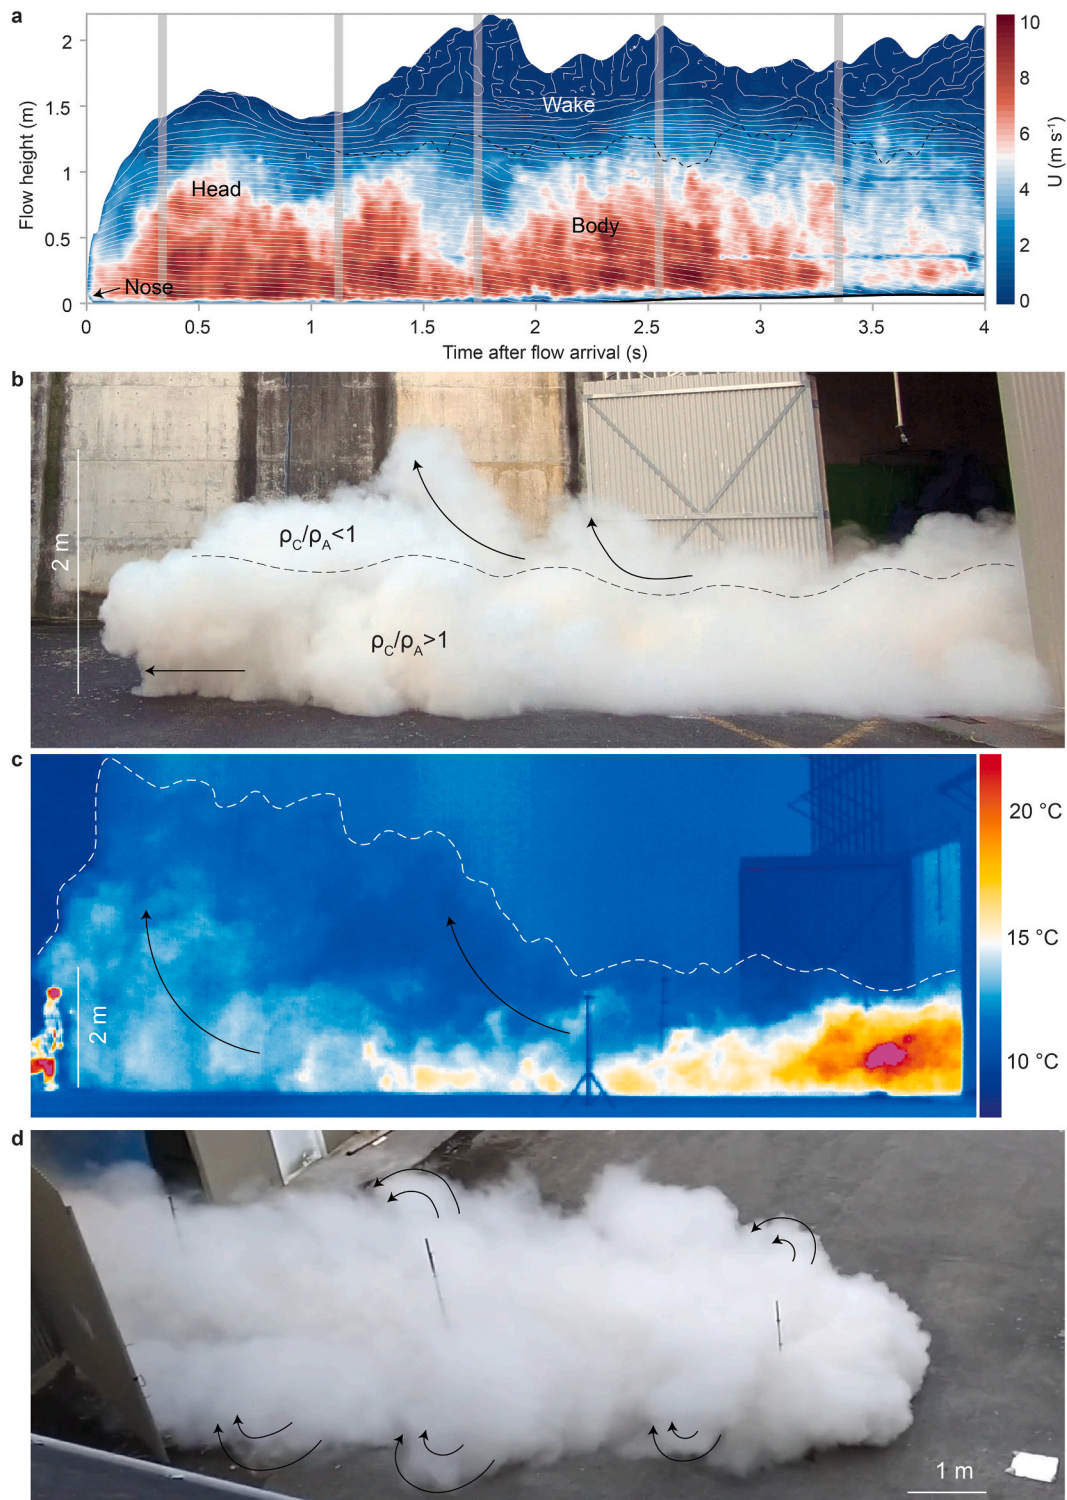 a
Flow height (m)
2
1.5
1
0.5
0
Wake
Head
Body
Nose
0
0.5
1
1.5
2
2.5
3
3.5
4
Time after flow arrival (s)
10
8
6
4
2
0
U (m s⁻¹)
b
2 m
ρC/ρA<1
ρC/ρA>1
c
2 m
20 °C
15 °C
10 °C
d
1 m